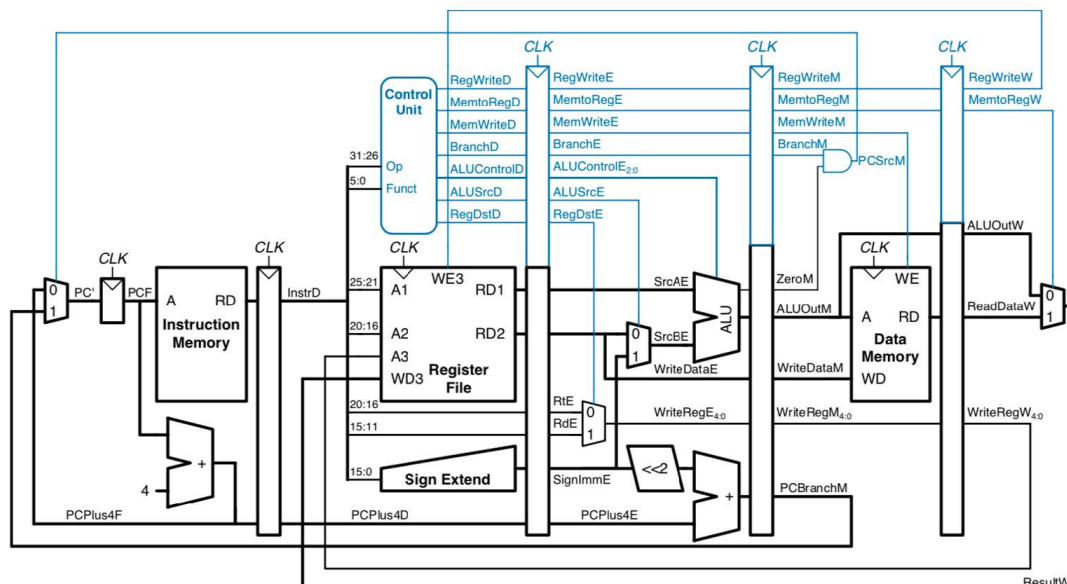 CLK CLK CLK
Control Unit
RegWriteD RegWriteE RegWriteM RegWriteW
MemtoRegD MemtoRegE MemtoRegM MemtoRegW
MemWriteD MemWriteE MemWriteM
BranchD BranchE BranchM PCSrcM
31:26 Op ALUControlD ALUControlE2:0
5:0 Funct ALUSrcD ALUSrcE
RegDstD RegDstE
ALUOutW
CLK CLK CLK CLK
WE3 WE
0 PC' PCF A RD InstrD 25:21 A1 RD1 SrcAE ZeroM 0
1 Instruction Memory 20:16 A2 RD2 0 SrcBE ALU ALUOutM A RD ReadDataW 1
A3 1 Data Memory
WD3 Register File WriteDataE WriteDataM WD
20:16 RtE 0 WriteRegE4:0 WriteRegM4:0 WriteRegW4:0
15:11 RdE 1
+ 15:0 Sign Extend SignImmE <<2
4 + PCBranchM
PCPlus4F PCPlus4D PCPlus4E
ResultW